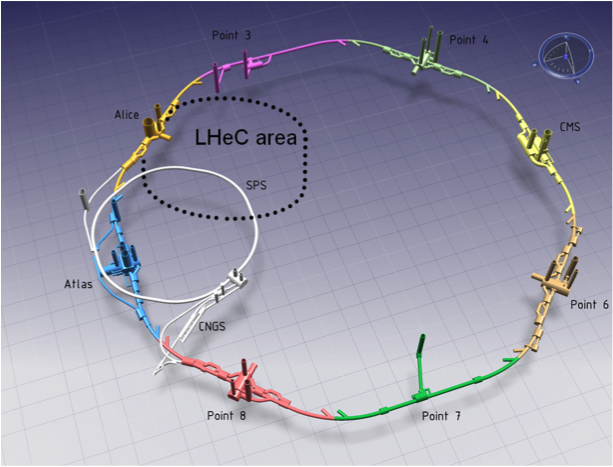 Point 3
Point 4
Alice
LHeC area
CMS
SPS
Atlas
Point 6
CNGS
Point 8
Point 7